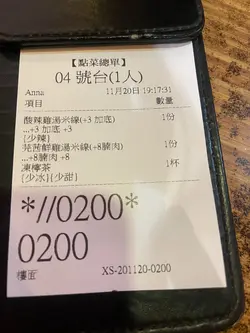 【點菜總單】
04 號台(1人)
Anna 11月20日 19:17:31
項目 數量
酸辣雞湯米線(+3 加底) 1份
...+3 加底 +3
{少辣}
芫茜鮮雞湯米線(+8腩肉) 1份
...+8腩肉 +8
凍檸茶 1杯
{少冰}{少甜}
*//0200*
0200
樓面 XS-201120-0200